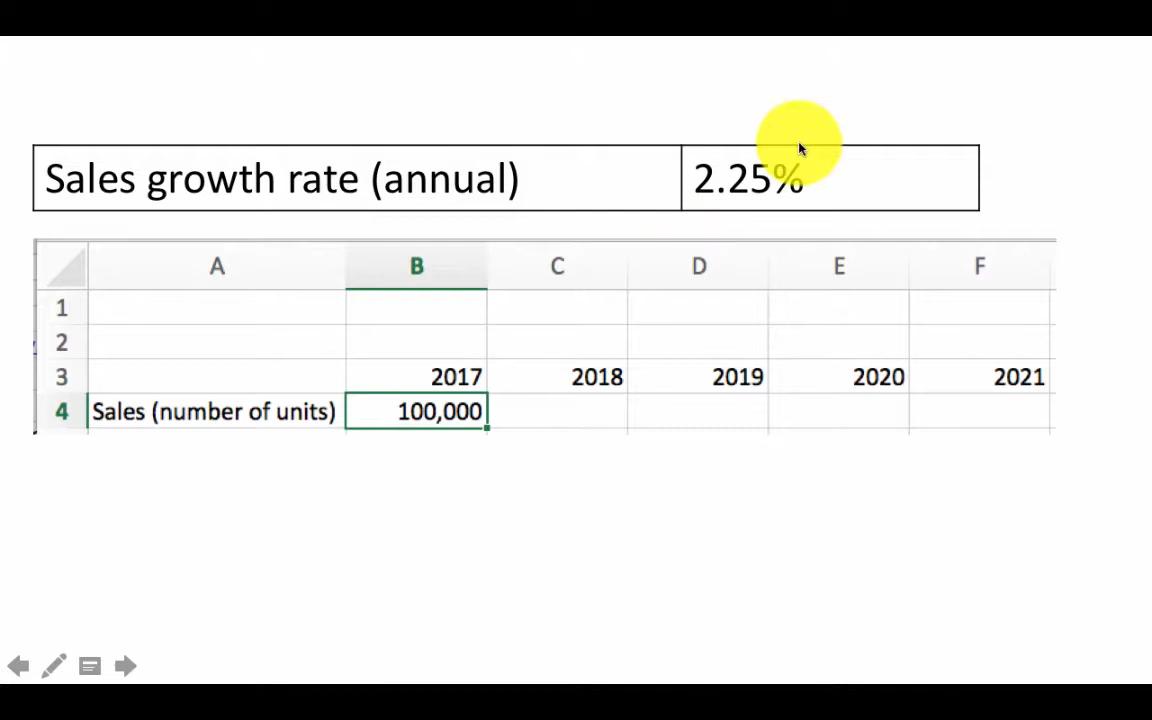 Sales growth rate (annual) 2.25%
A B C D E F
1
2
3 2017 2018 2019 2020 2021
4 Sales (number of units) 100,000